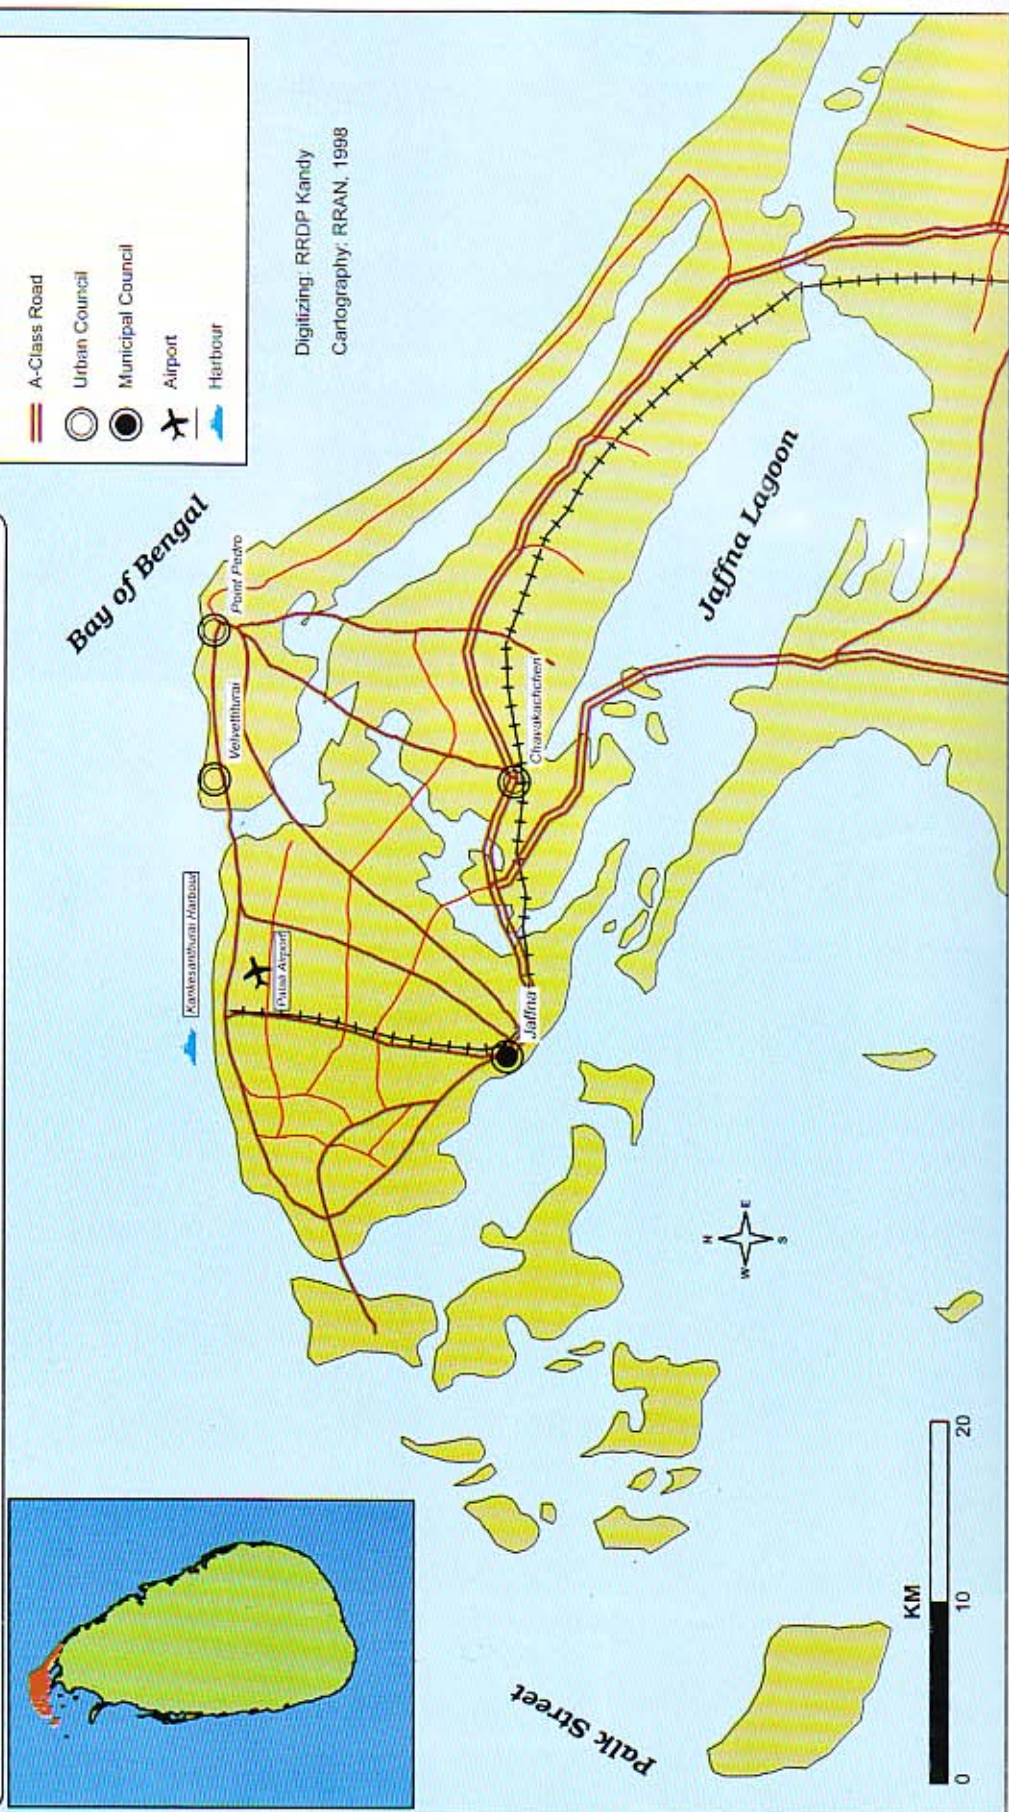 A-Class Road
Urban Council
Municipal Council
Airport
Harbour
Digitizing: RRDP Kandy
Cartography: RRAN, 1998
Bay of Bengal
Kankesanthurai Harbour
Velvettiturai
Point Pedro
Palali Airport
Jaffna
Chavakachcheri
Jaffna Lagoon
N
W
E
S
Palk Street
KM
0
10
20